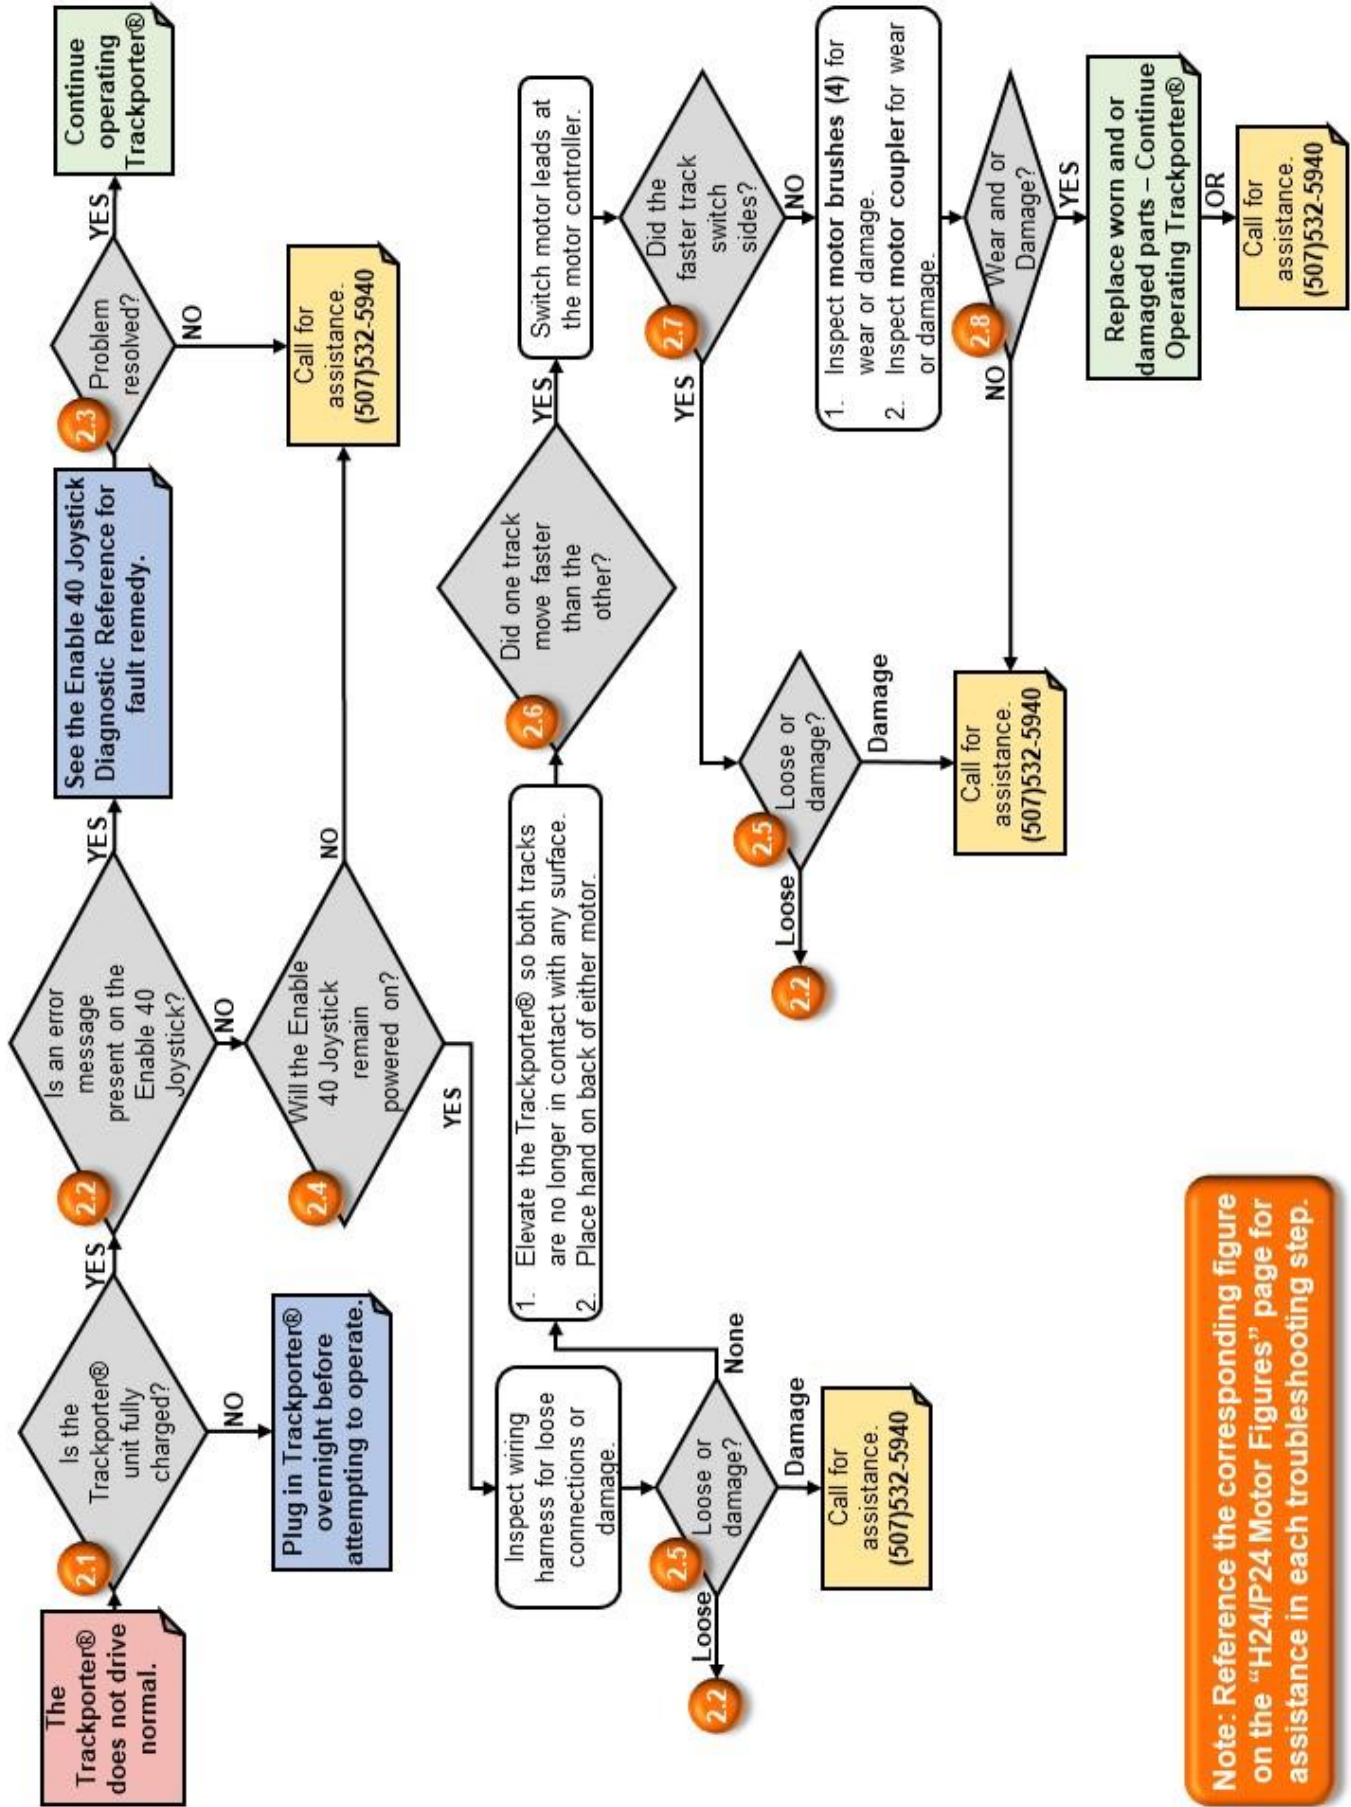 The
Trackporter®
does not drive
normal.
2.1
Is the
Trackporter®
unit fully
charged?
YES
NO
Plug in Trackporter®
overnight before
attempting to operate.
2.2
Is an error
message
present on the
Enable 40
Joystick?
YES
NO
See the Enable 40 Joystick
Diagnostic Reference for
fault remedy.
2.3
Problem
resolved?
YES
NO
Continue
operating
Trackporter®
Call for
assistance.
(507)532-5940
2.4
Will the Enable
40 Joystick
remain
powered on?
NO
YES
Inspect wiring
harness for loose
connections or
damage.
2.5
Loose or
damage?
Loose
2.2
None
Damage
Call for
assistance.
(507)532-5940
1. Elevate the Trackporter® so both tracks
are no longer in contact with any surface.
2. Place hand on back of either motor.
2.6
Did one track
move faster
than the
other?
YES
Switch motor leads at
the motor controller.
2.7
Did the
faster track
switch
sides?
YES
NO
2.5
Loose or
damage?
Loose
2.2
Damage
Call for
assistance.
(507)532-5940
1. Inspect motor brushes (4) for
wear or damage.
2. Inspect motor coupler for wear
or damage.
2.8
Wear and or
Damage?
NO
YES
Replace worn and or
damaged parts – Continue
Operating Trackporter®
OR
Call for
assistance.
(507)532-5940
Note: Reference the corresponding figure
on the “H24/P24 Motor Figures” page for
assistance in each troubleshooting step.